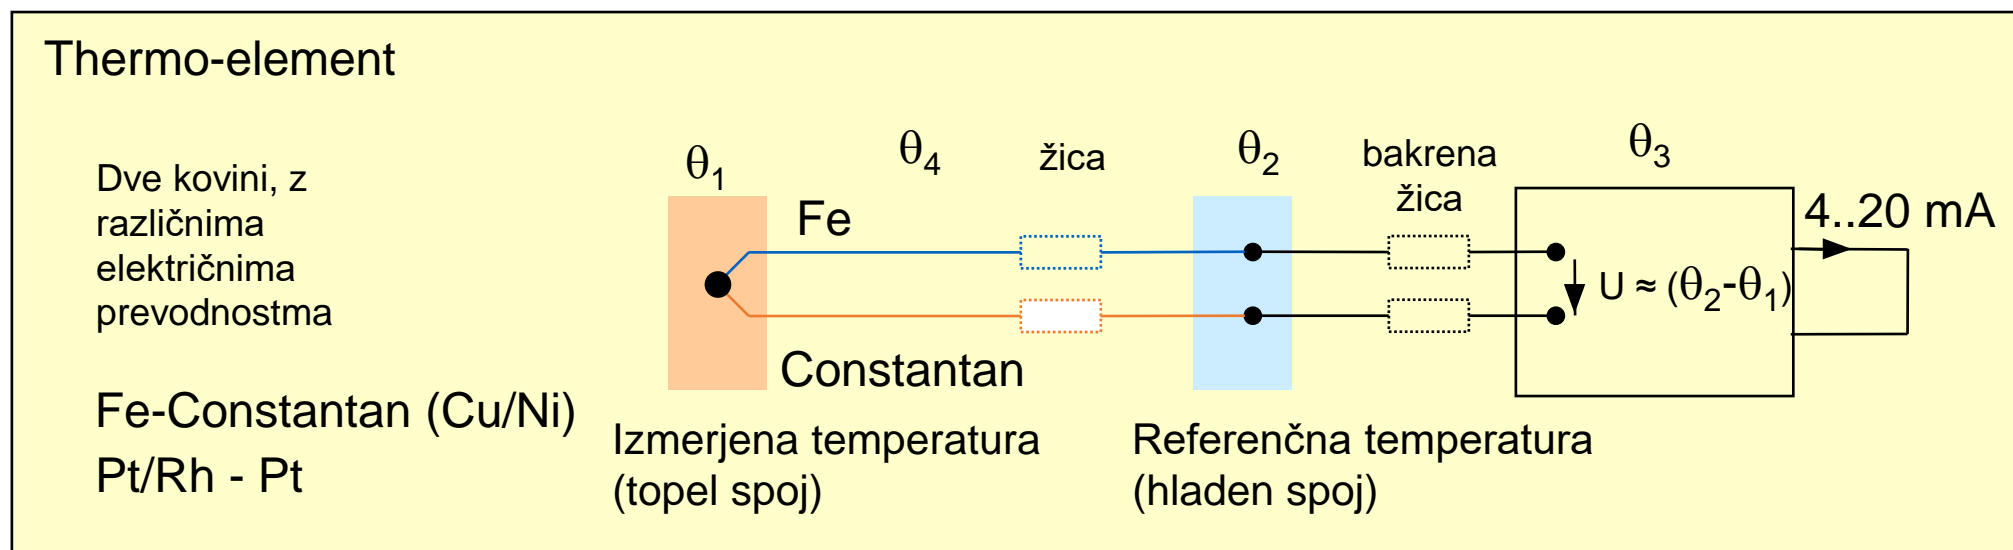 Thermo-element
Dve kovini, z
različnima
električnima
prevodnostma
Fe-Constantan (Cu/Ni)
Pt/Rh - Pt
θ1
θ4
žica
θ2
bakrena
žica
θ3
Fe
4..20 mA
U ≈ (θ2-θ1)
Constantan
Izmerjena temperatura
(topel spoj)
Referenčna temperatura
(hladen spoj)